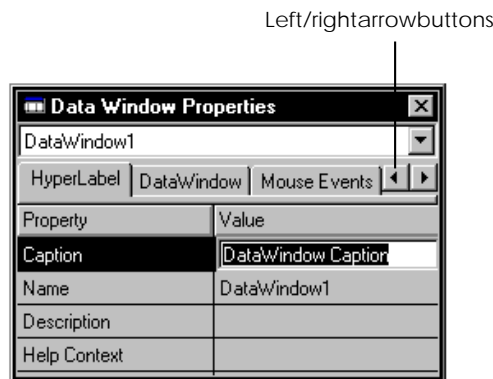 Left/rightarrowbuttons
Data Window Properties
DataWindow1
HyperLabel DataWindow Mouse Events
Property Value
Caption DataWindow Caption
Name DataWindow1
Description
Help Context